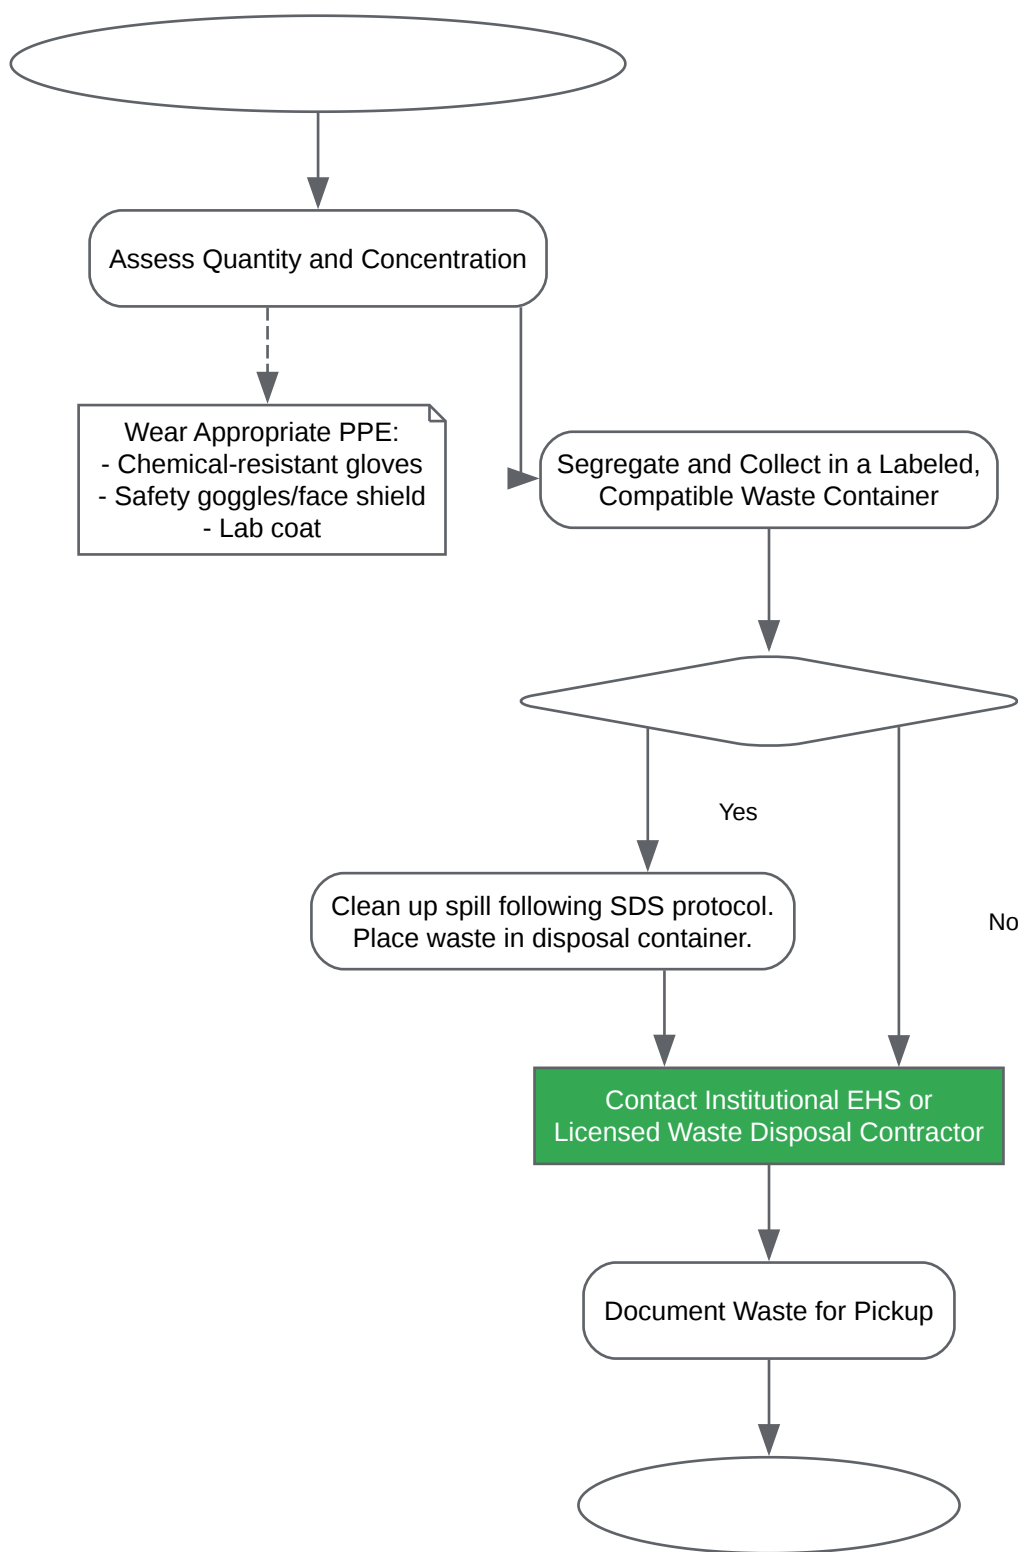 Assess Quantity and Concentration
Wear Appropriate PPE:
- Chemical-resistant gloves
- Safety goggles/face shield
- Lab coat
Segregate and Collect in a Labeled,
Compatible Waste Container
Yes
Clean up spill following SDS protocol.
Place waste in disposal container.
No
Contact Institutional EHS or
Licensed Waste Disposal Contractor
Document Waste for Pickup